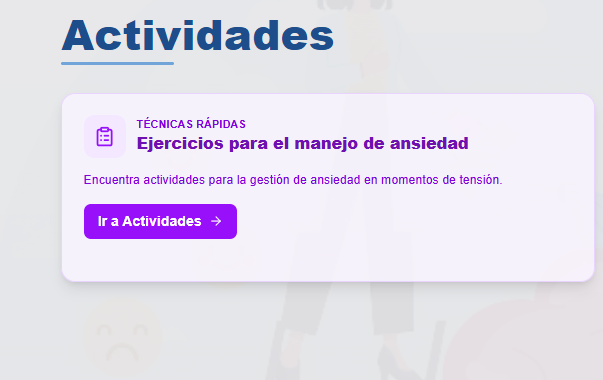 Actividades
TÉCNICAS RÁPIDAS
Ejercicios para el manejo de ansiedad
Encuentra actividades para la gestión de ansiedad en momentos de tensión.
Ir a Actividades →